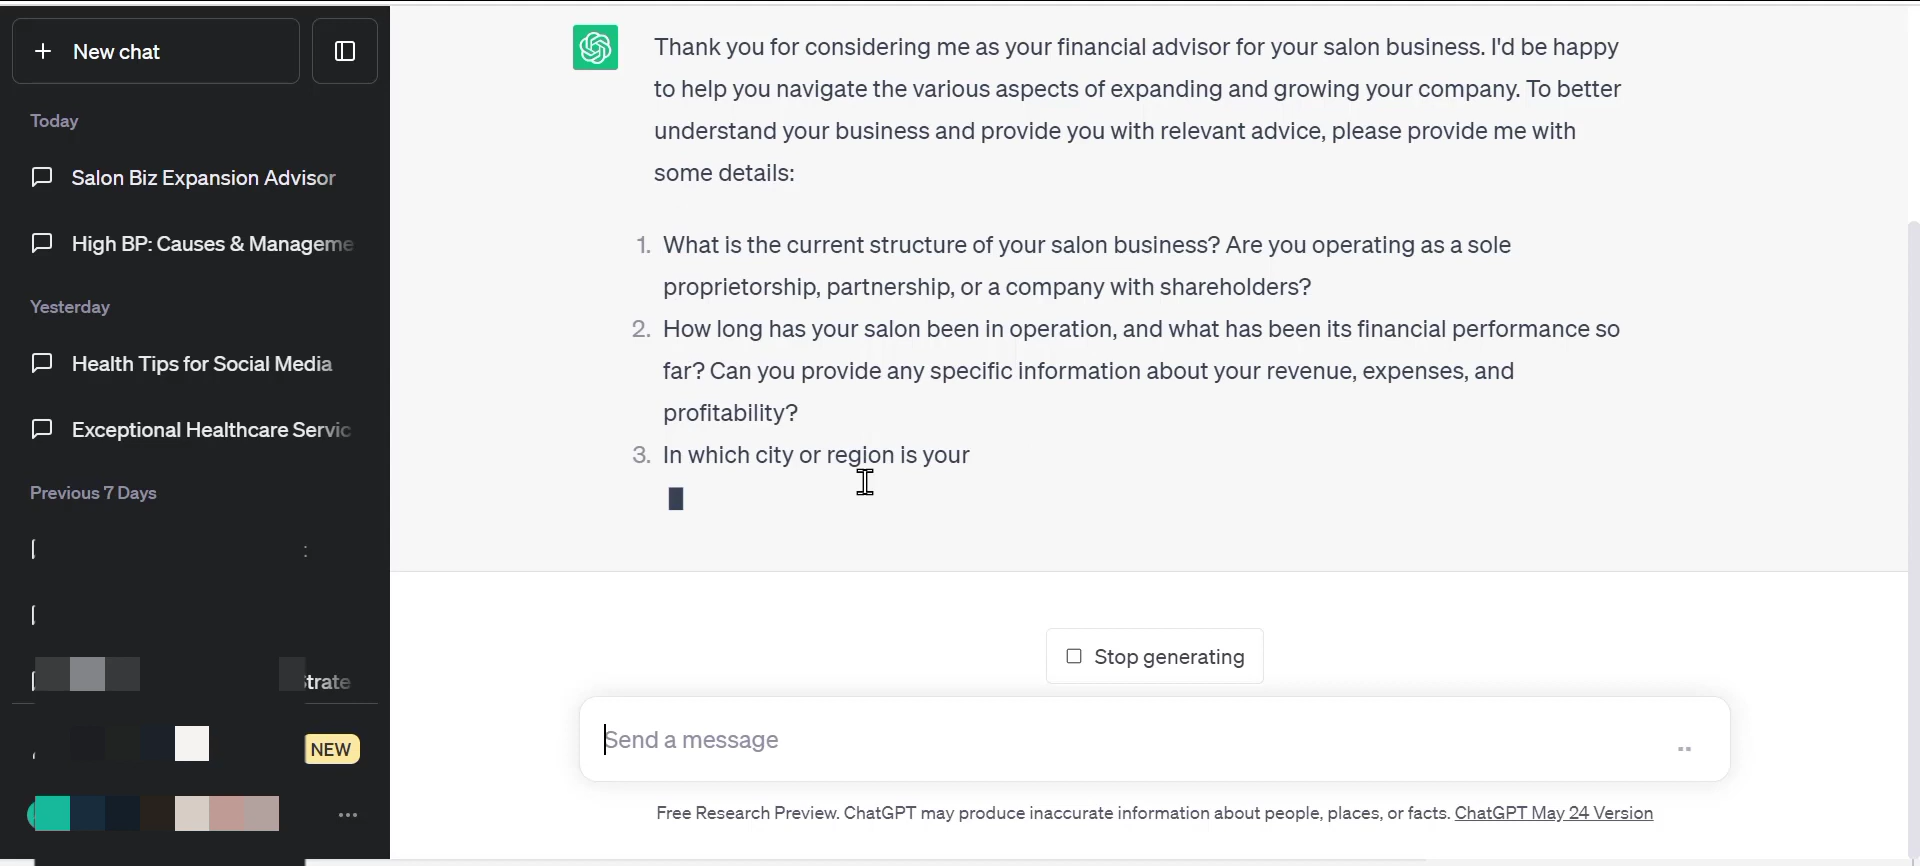 New chat
Today
Salon Biz Expansion Advisor
High BP: Causes & Manageme
Yesterday
Health Tips for Social Media
Exceptional Healthcare Servic
Previous 7 Days
trate
NEW
Thank you for considering me as your financial advisor for your salon business. I'd be happy
to help you navigate the various aspects of expanding and growing your company. To better
understand your business and provide you with relevant advice, please provide me with
some details:
1. What is the current structure of your salon business? Are you operating as a sole
proprietorship, partnership, or a company with shareholders?
2. How long has your salon been in operation, and what has been its financial performance so
far? Can you provide any specific information about your revenue, expenses, and
profitability?
3. In which city or region is your
Stop generating
Send a message
Free Research Preview. ChatGPT may produce inaccurate information about people, places, or facts. ChatGPT May 24 Version